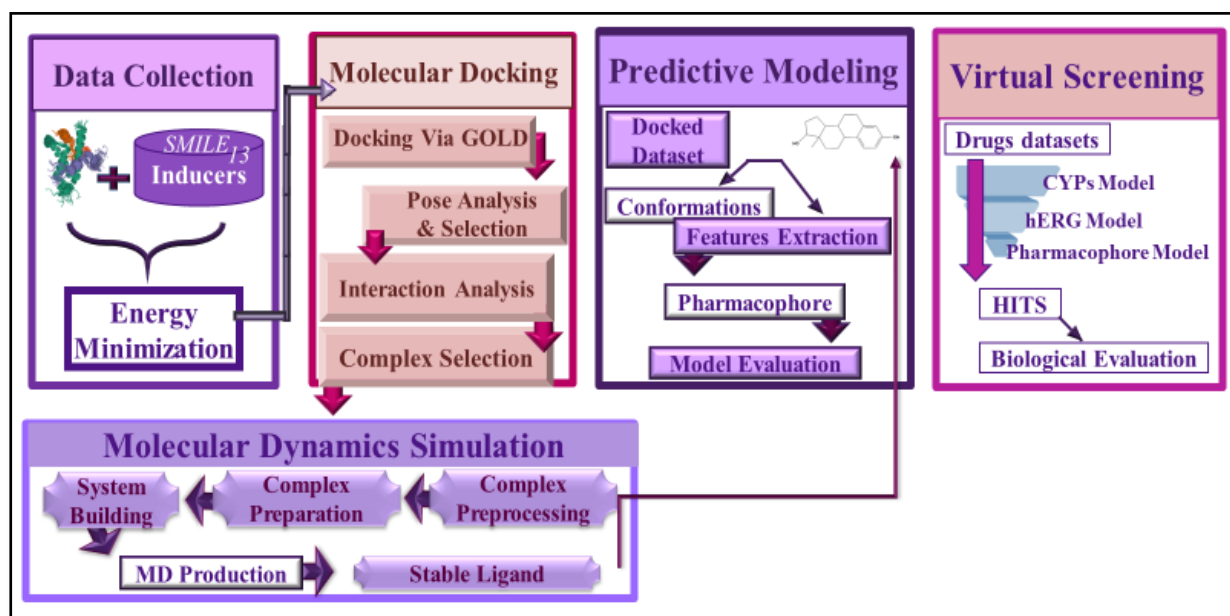 Data Collection
SMILE 13
Inducers
Energy
Minimization
Molecular Docking
Docking Via GOLD
Pose Analysis
& Selection
Interaction Analysis
Complex Selection
Predictive Modeling
Docked
Dataset
Conformations
Features Extraction
Pharmacophore
Model Evaluation
Virtual Screening
Drugs datasets
CYPs Model
hERG Model
Pharmacophore Model
HITS
Biological Evaluation
Molecular Dynamics Simulation
System
Building
Complex
Preparation
Complex
Preprocessing
MD Production
Stable Ligand